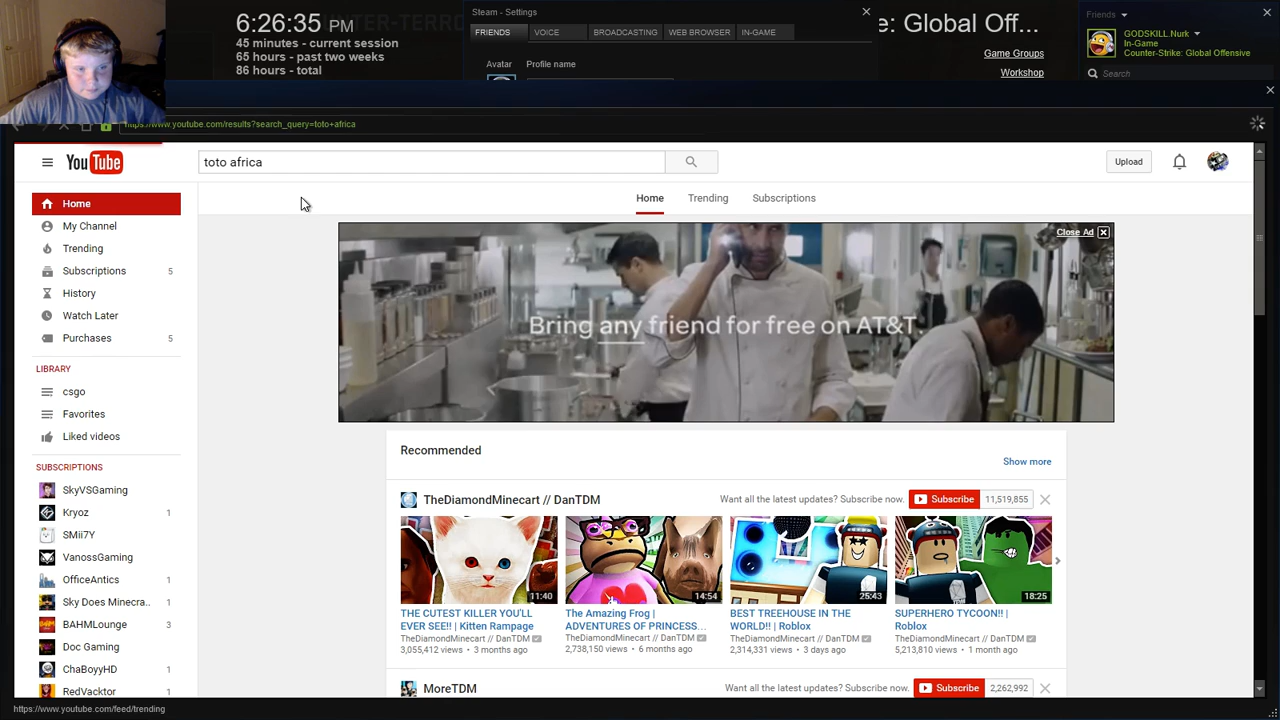 6:26:35 PM
45 minutes - current session
65 hours - past two weeks
86 hours - total
Steam - Settings
FRIENDS
VOICE
BROADCASTING
WEB BROWSER
IN-GAME
Avatar
Profile name
e: Global Off...
Game Groups
Workshop
Friends
GODSKILL.Nurk
In-Game
Counter-Strike: Global Offensive
Search
https://www.youtube.com/results?search_query=toto+africa
YouTube
toto africa
Upload
Home
Trending
Subscriptions
Home
My Channel
Trending
Subscriptions 5
History
Watch Later
Purchases 5
LIBRARY
csgo
Favorites
Liked videos
SUBSCRIPTIONS
SkyVSGaming
Kryoz 1
SMii7Y
VanossGaming
OfficeAntics 1
Sky Does Minecra.. 1
BAHMLounge 3
Doc Gaming
ChaBoyyHD 1
RedVacktor 1
Close Ad
Bring any friend for free on AT&T.
Recommended
Show more
TheDiamondMinecart // DanTDM
Want all the latest updates? Subscribe now.
Subscribe 11,519,855
11:40
14:54
25:43
18:25
THE CUTEST KILLER YOU'LL
EVER SEE!! | Kitten Rampage
TheDiamondMinecart // DanTDM
3,055,412 views • 3 months ago
The Amazing Frog |
ADVENTURES OF PRINCESS...
TheDiamondMinecart // DanTDM
2,738,150 views • 6 months ago
BEST TREEHOUSE IN THE
WORLD!! | Roblox
TheDiamondMinecart // DanTDM
2,314,331 views • 3 days ago
SUPERHERO TYCOON!! |
Roblox
TheDiamondMinecart // DanTDM
5,213,810 views • 1 month ago
MoreTDM
Want all the latest updates? Subscribe now.
Subscribe 2,262,992
https://www.youtube.com/feed/trending